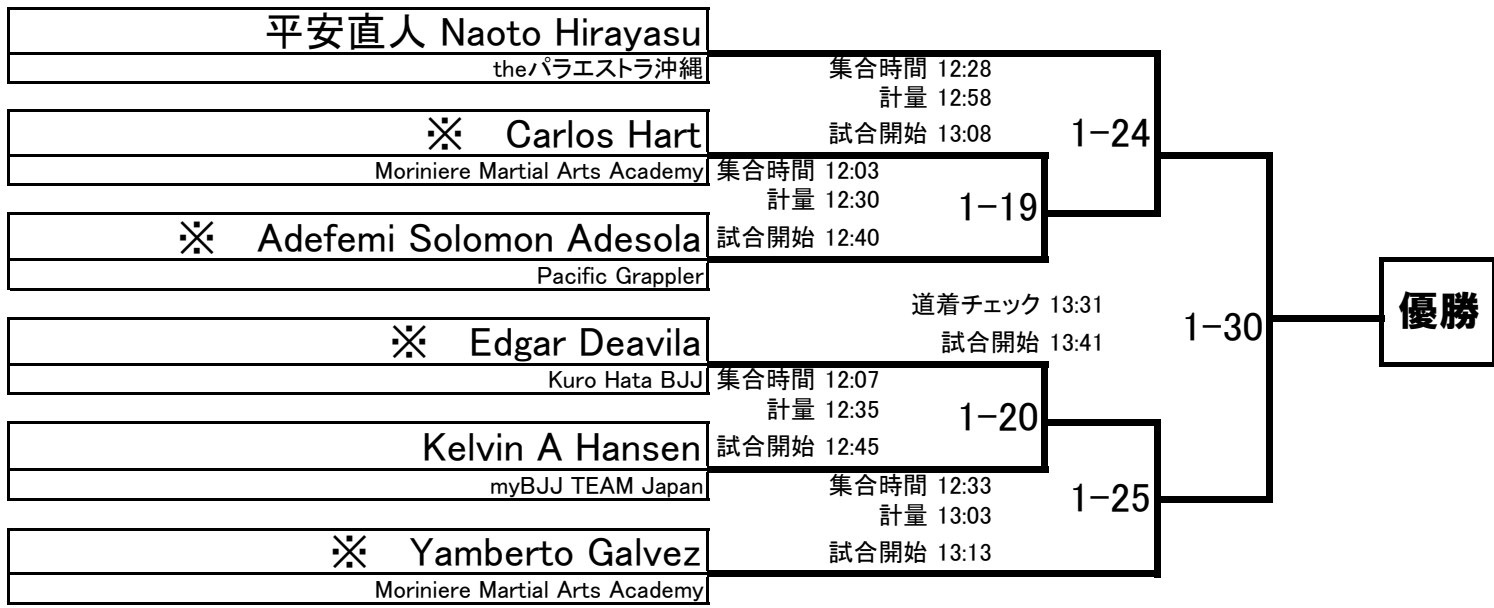 平安直人 Naoto Hirayasu
theパラエストラ沖縄
集合時間 12:28
計量 12:58
試合開始 13:08
1-24
※ Carlos Hart
Moriniere Martial Arts Academy
集合時間 12:03
計量 12:30
試合開始 12:40
1-19
※ Adefemi Solomon Adesola
Pacific Grappler
道着チェック 13:31
試合開始 13:41
1-30
優勝
※ Edgar Deavila
Kuro Hata BJJ
集合時間 12:07
計量 12:35
試合開始 12:45
1-20
Kelvin A Hansen
myBJJ TEAM Japan
集合時間 12:33
計量 13:03
試合開始 13:13
1-25
※ Yamberto Galvez
Moriniere Martial Arts Academy